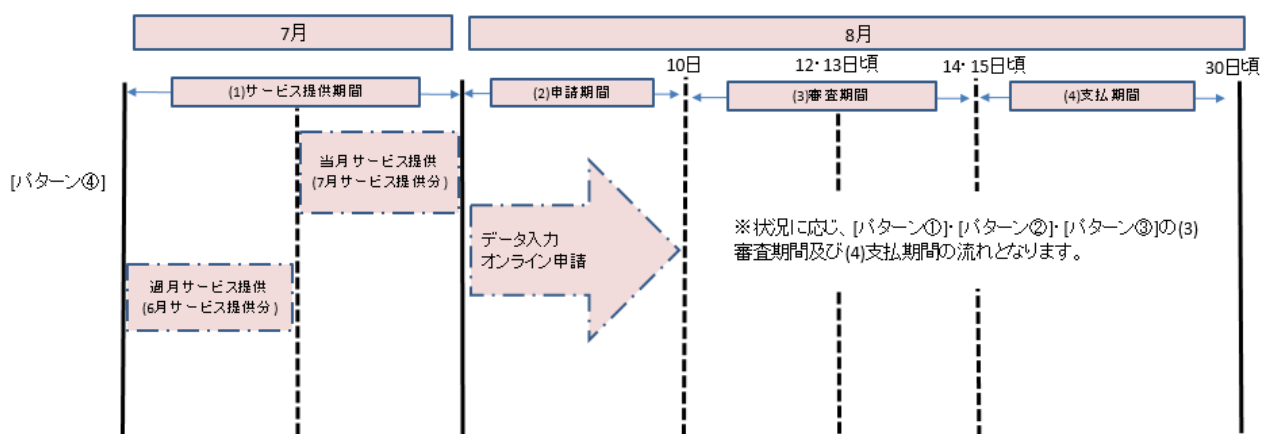 7月
8月
10日
12・13日頃
14・15日頃
30日頃
(1)サービス提供期間
(2)申請期間
(3)審査期間
(4)支払期間
[パターン④]
当月サービス提供
(7月サービス提供分)
データ入力
オンライン申請
※状況に応じ、[パターン①]・[パターン②]・[パターン③]の(3)
審査期間及び(4)支払期間の流れとなります。
週月サービス提供
(6月サービス提供分)